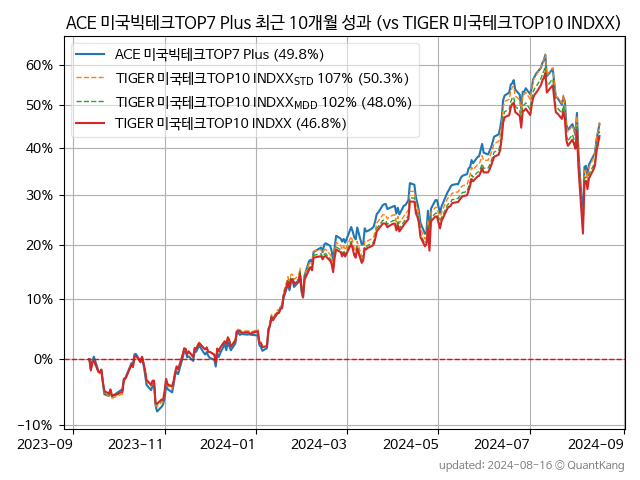 ACE 미국빅테크TOP7 Plus 최근 10개월 성과 (vs TIGER 미국테크TOP10 INDXX)
ACE 미국빅테크TOP7 Plus (49.8%)
TIGER 미국테크TOP10 INDXX_STD 107% (50.3%)
TIGER 미국테크TOP10 INDXX_MDD 102% (48.0%)
TIGER 미국테크TOP10 INDXX (46.8%)
60%
50%
40%
30%
20%
10%
0%
-10%
2023-09 2023-11 2024-01 2024-03 2024-05 2024-07 2024-09
updated: 2024-08-16 © QuantKang